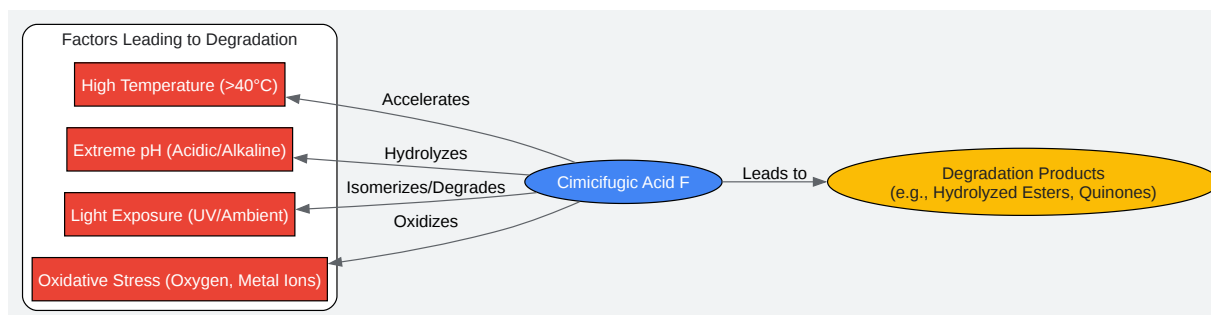 Factors Leading to Degradation
High Temperature (>40°C)
Extreme pH (Acidic/Alkaline)
Light Exposure (UV/Ambient)
Oxidative Stress (Oxygen, Metal Ions)
Accelerates
Hydrolyzes
Isomerizes/Degrades
Oxidizes
Cimicifugic Acid F
Leads to
Degradation Products
(e.g., Hydrolyzed Esters, Quinones)